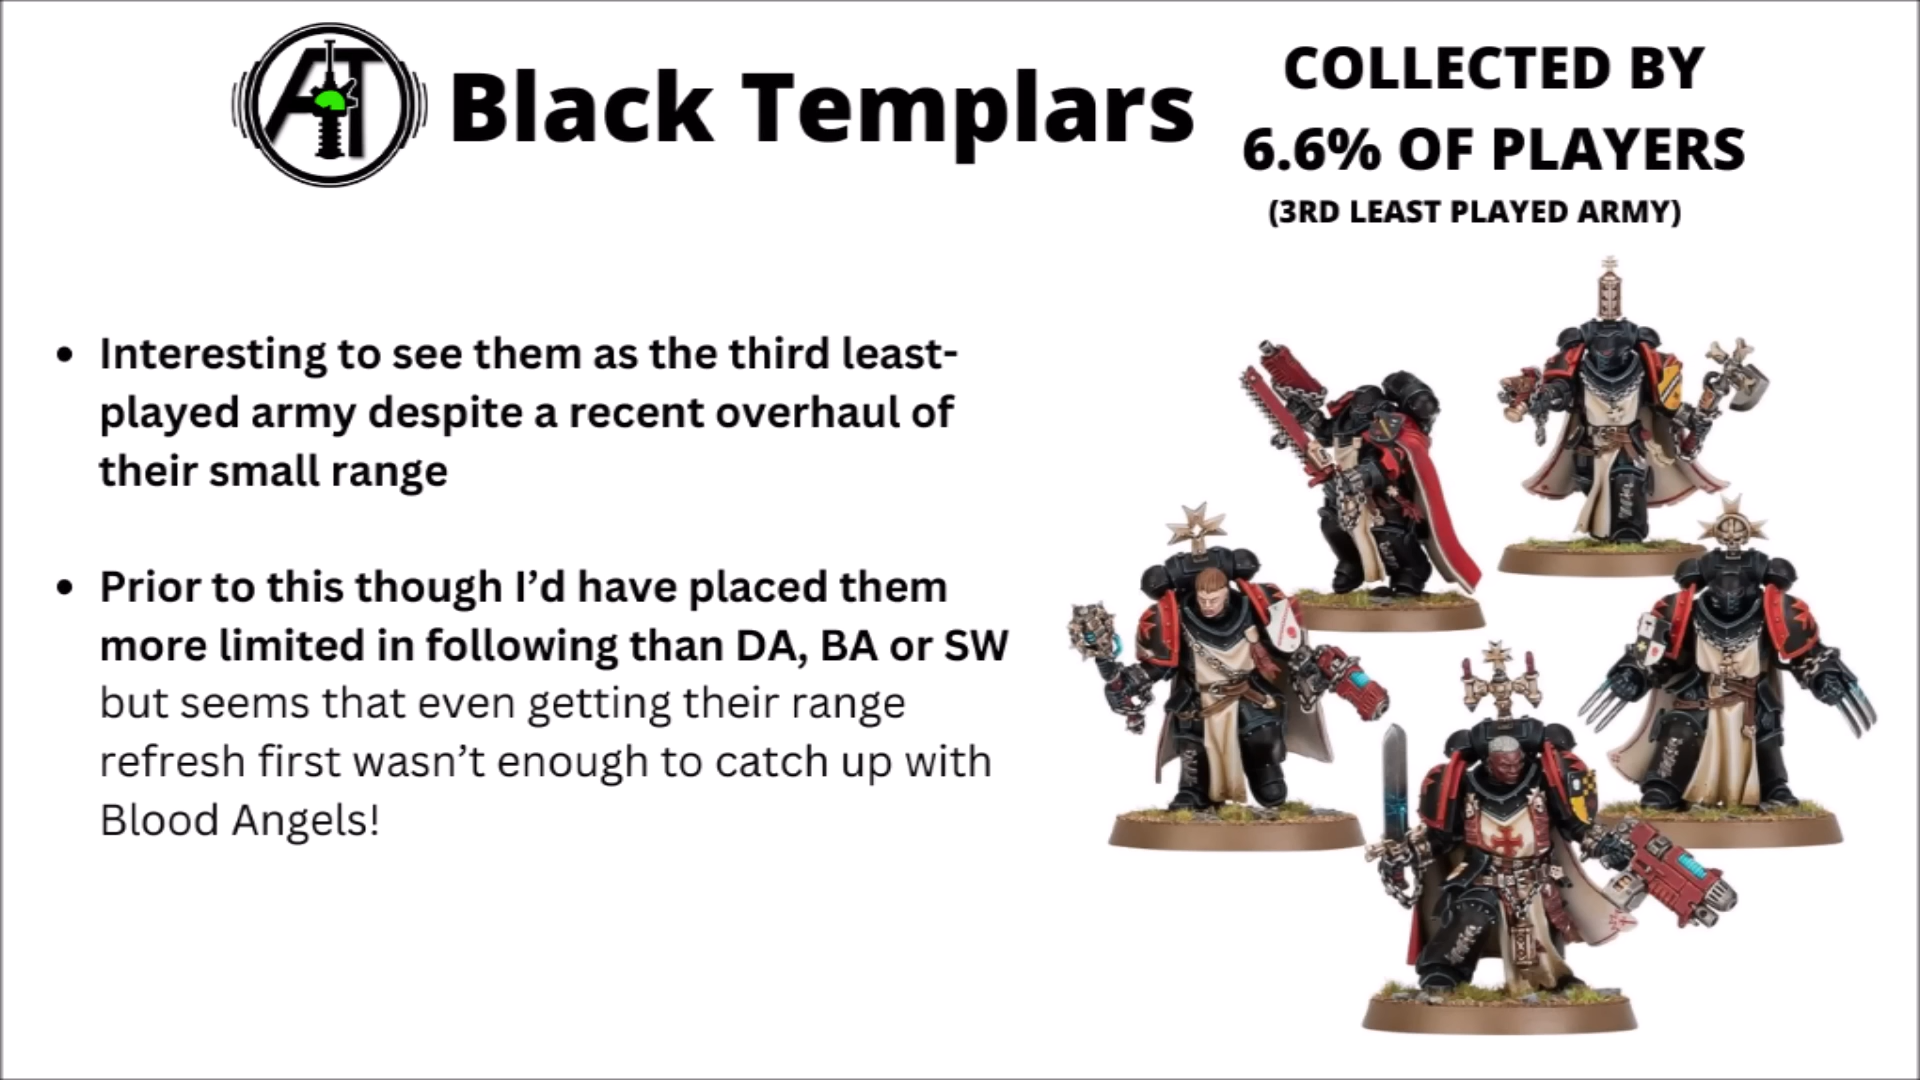 AT
Black Templars
COLLECTED BY
6.6% OF PLAYERS
(3RD LEAST PLAYED ARMY)
• Interesting to see them as the third least-
played army despite a recent overhaul of
their small range
• Prior to this though I’d have placed them
more limited in following than DA, BA or SW
but seems that even getting their range
refresh first wasn’t enough to catch up with
Blood Angels!